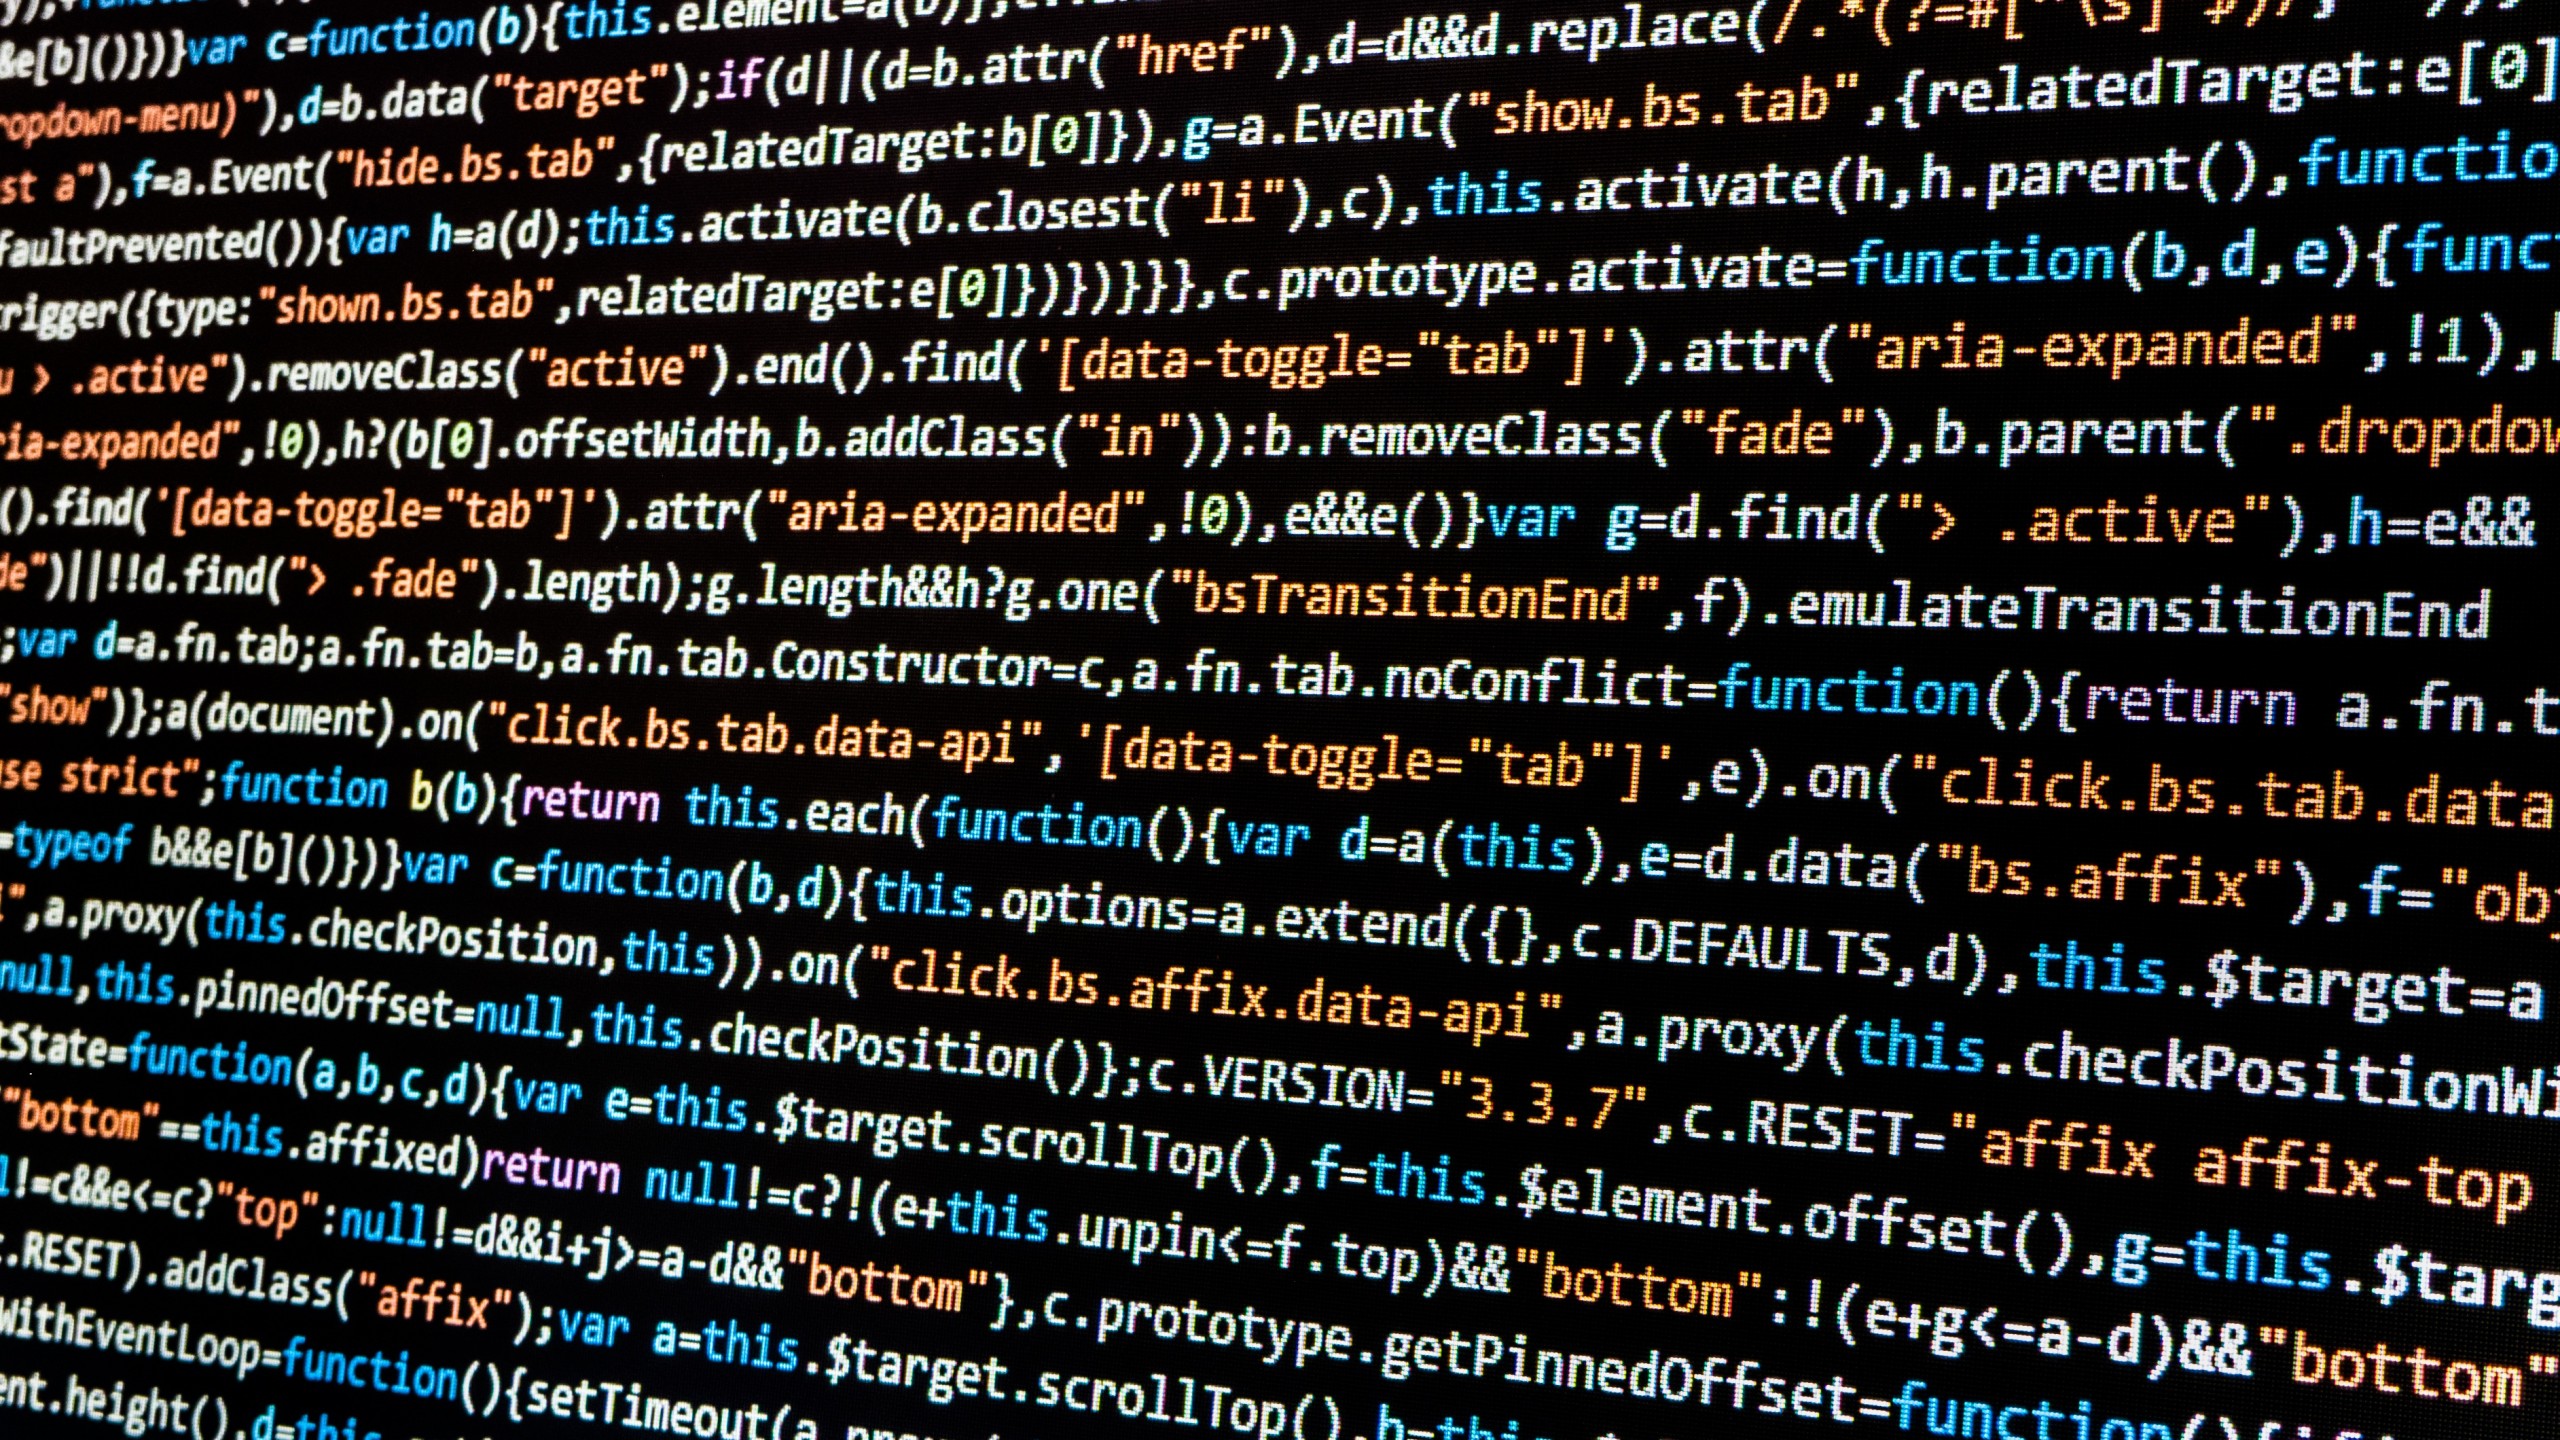 &e[b]()})}var c=function(b){this.element=a(b)
ropdown-menu)"),d=b.data("target");if(d||(d=b.attr("href"),d=d&&d.replace(/.*(?=#[^\s]*$)/
st a"),f=a.Event("hide.bs.tab",{relatedTarget:b[0]}),g=a.Event("show.bs.tab",{relatedTarget:e[0]
faultPrevented()){var h=a(d);this.activate(b.closest("li"),c),this.activate(h,h.parent(),functio
rigger({type:"shown.bs.tab",relatedTarget:e[0]})})}}},c.prototype.activate=function(b,d,e){func
u > .active").removeClass("active").end().find('[data-toggle="tab"]').attr("aria-expanded",!1),
ria-expanded",!0),h?(b[0].offsetWidth,b.addClass("in")):b.removeClass("fade"),b.parent(".dropdow
().find('[data-toggle="tab"]').attr("aria-expanded",!0),e&&e()}var g=d.find("> .active"),h=e&&
de")||!!d.find("> .fade").length);g.length&&h?g.one("bsTransitionEnd",f).emulateTransitionEnd
;var d=a.fn.tab;a.fn.tab=b,a.fn.tab.Constructor=c,a.fn.tab.noConflict=function(){return a.fn.t
"show")};a(document).on("click.bs.tab.data-api",'[data-toggle="tab"]',e).on("click.bs.tab.data
se strict";function b(b){return this.each(function(){var d=a(this),e=d.data("bs.affix"),f="ob
=typeof b&&e[b]()})}var c=function(b,d){this.options=a.extend({},c.DEFAULTS,d),this.$target=a
i",a.proxy(this.checkPosition,this)).on("click.bs.affix.data-api",a.proxy(this.checkPositionWi
null,this.pinnedOffset=null,this.checkPosition()};c.VERSION="3.3.7",c.RESET="affix affix-top
tState=function(a,b,c,d){var e=this.$target.scrollTop(),f=this.$element.offset(),g=this.$targ
"bottom"==this.affixed)return null!=c?!(e+this.unpin<=f.top)&&"bottom":!(e+g<=a-d)&&"bottom"
l!=c&&e<=c?"top":null!=d&&i+j>=a-d&&"bottom"},c.prototype.getPinnedOffset=function(){if
.RESET).addClass("affix");var a=this.$target.scrollTop(),b=this.$
WithEventLoop=function(){setTimeout(a.proxy(
ent.height(),d=this.